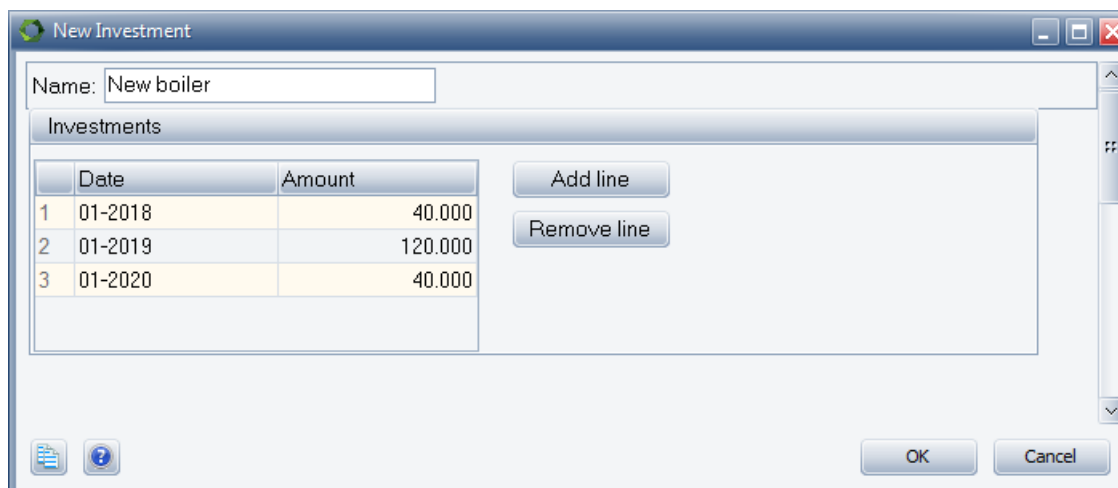 New Investment
Name: New boiler
Investments
Date Amount
1 01-2018 40.000
2 01-2019 120.000
3 01-2020 40.000
Add line
Remove line
OK Cancel